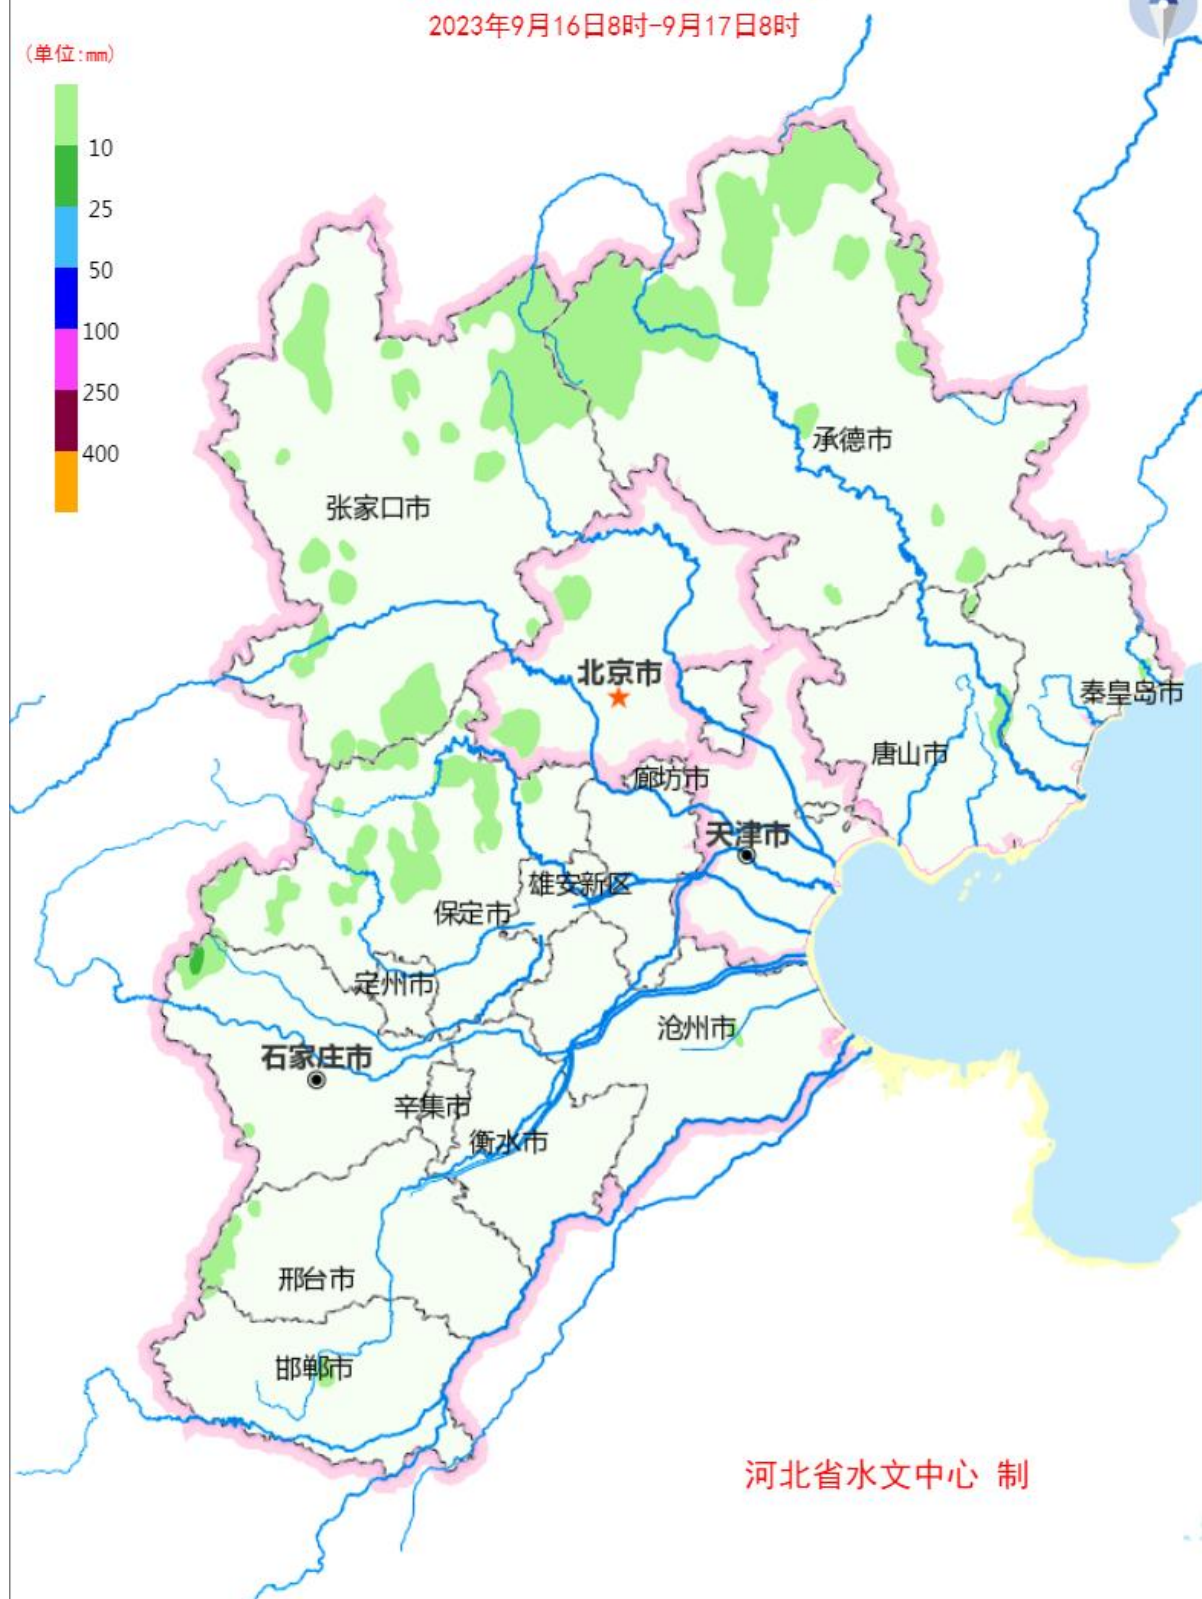 2023年9月16日8时-9月17日8时
(单位:mm)
10
25
50
100
250
400
承德市
张家口市
北京市
秦皇岛市
唐山市
廊坊市
天津市
雄安新区
保定市
定州市
沧州市
石家庄市
辛集市
衡水市
邢台市
邯郸市
河北省水文中心 制